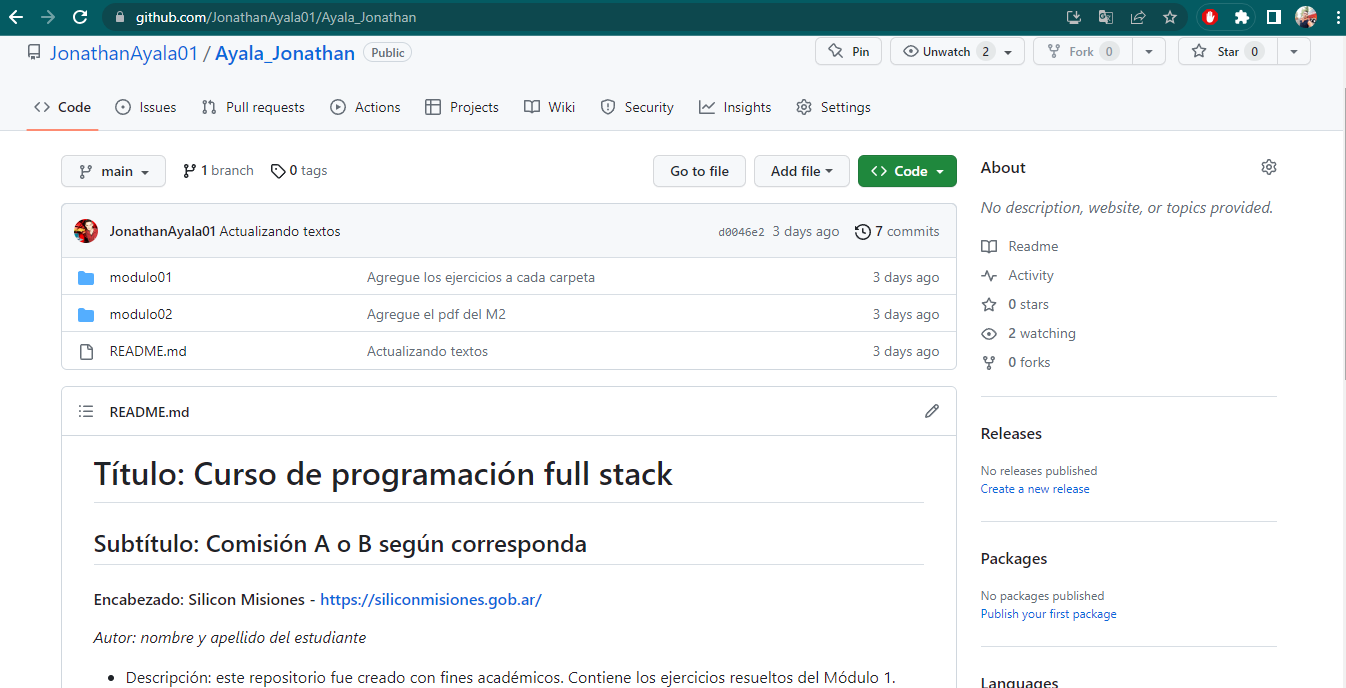 github.com/JonathanAyala01/Ayala_Jonathan
JonathanAyala01 / Ayala_Jonathan Public
Pin Unwatch 2 Fork 0 Star 0
Code Issues Pull requests Actions Projects Wiki Security Insights Settings
main 1 branch 0 tags Go to file Add file Code
JonathanAyala01 Actualizando textos d0046e2 3 days ago 7 commits
modulo01 Agregue los ejercicios a cada carpeta 3 days ago
modulo02 Agregue el pdf del M2 3 days ago
README.md Actualizando textos 3 days ago
README.md
Título: Curso de programación full stack
Subtítulo: Comisión A o B según corresponda
Encabezado: Silicon Misiones - https://siliconmisiones.gob.ar/
Autor: nombre y apellido del estudiante
• Descripción: este repositorio fue creado con fines académicos. Contiene los ejercicios resueltos del Módulo 1.
About
No description, website, or topics provided.
Readme
Activity
0 stars
2 watching
0 forks
Releases
No releases published
Create a new release
Packages
No packages published
Publish your first package
Languages